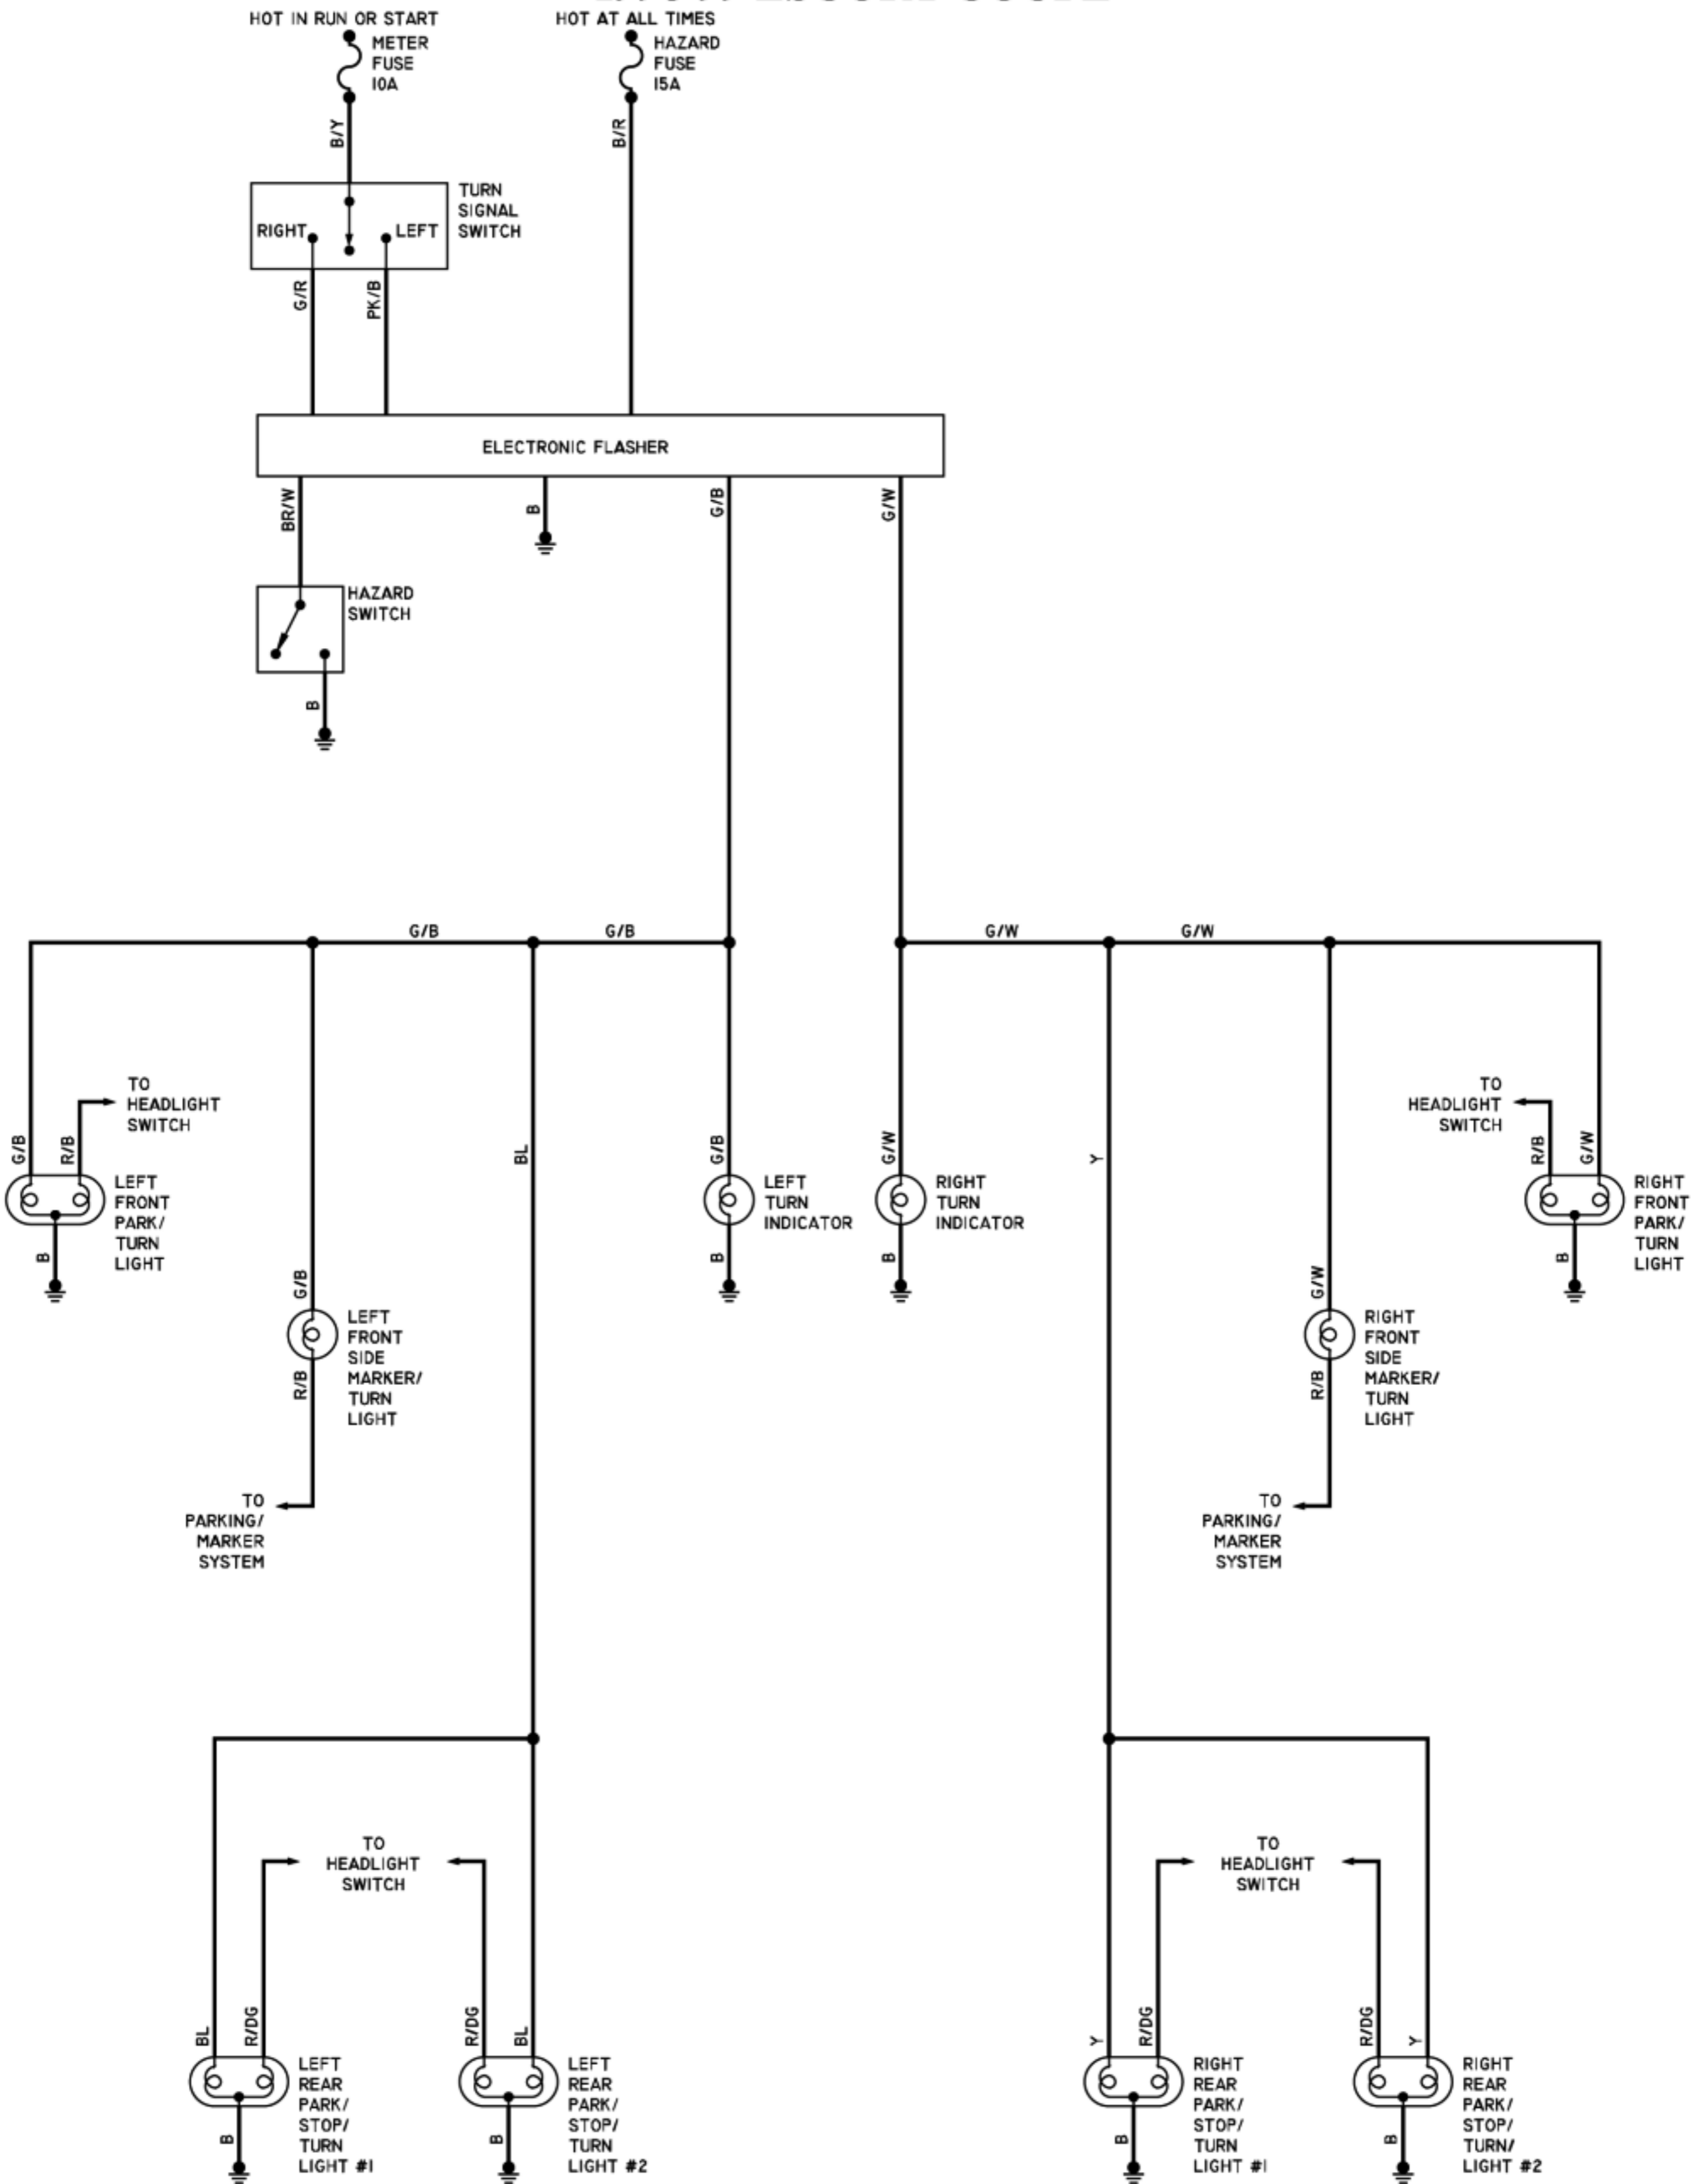 HOT IN RUN OR START
METER
FUSE
10A
HOT AT ALL TIMES
HAZARD
FUSE
15A
B/Y
B/R
TURN
SIGNAL
SWITCH
RIGHT
LEFT
G/R
PK/B
ELECTRONIC FLASHER
BR/W
B
G/B
G/W
HAZARD
SWITCH
B
G/B
G/B
G/W
G/W
TO
HEADLIGHT
SWITCH
G/B
R/B
LEFT
FRONT
PARK/
TURN
LIGHT
B
BL
G/B
LEFT
TURN
INDICATOR
B
G/W
RIGHT
TURN
INDICATOR
B
Y
TO
HEADLIGHT
SWITCH
R/B
G/W
RIGHT
FRONT
PARK/
TURN
LIGHT
B
G/B
LEFT
FRONT
SIDE
MARKER/
TURN
LIGHT
R/B
TO
PARKING/
MARKER
SYSTEM
G/W
RIGHT
FRONT
SIDE
MARKER/
TURN
LIGHT
R/B
TO
PARKING/
MARKER
SYSTEM
TO
HEADLIGHT
SWITCH
TO
HEADLIGHT
SWITCH
BL
R/DG
LEFT
REAR
PARK/
STOP/
TURN
LIGHT #1
B
R/DG
BL
LEFT
REAR
PARK/
STOP/
TURN
LIGHT #2
B
Y
R/DG
RIGHT
REAR
PARK/
STOP/
TURN
LIGHT #1
B
R/DG
Y
RIGHT
REAR
PARK/
STOP/
TURN/
LIGHT #2
B